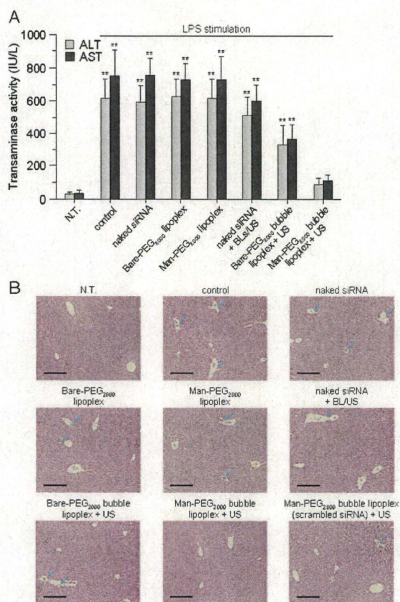 A
LPS stimulation
ALT
AST
Transaminase activity (IU/L)
1000
800
600
400
200
0
** ** ** ** ** ** ** ** ** ** ** **
N.T.
control
naked siRNA
Bare-PEG2000 lipoplex
Man-PEG2000 lipoplex
naked siRNA
+ BLs/US
Bare-PEG2000 bubble
lipoplex + US
Man-PEG2000 bubble
lipoplex + US
B
N.T.
control
naked siRNA
Bare-PEG2000
lipoplex
Man-PEG2000
lipoplex
naked siRNA
+ BL/US
Bare-PEG2000 bubble
lipoplex + US
Man-PEG2000 bubble
lipoplex + US
Man-PEG2000 bubble lipoplex
(scrambled siRNA) + US